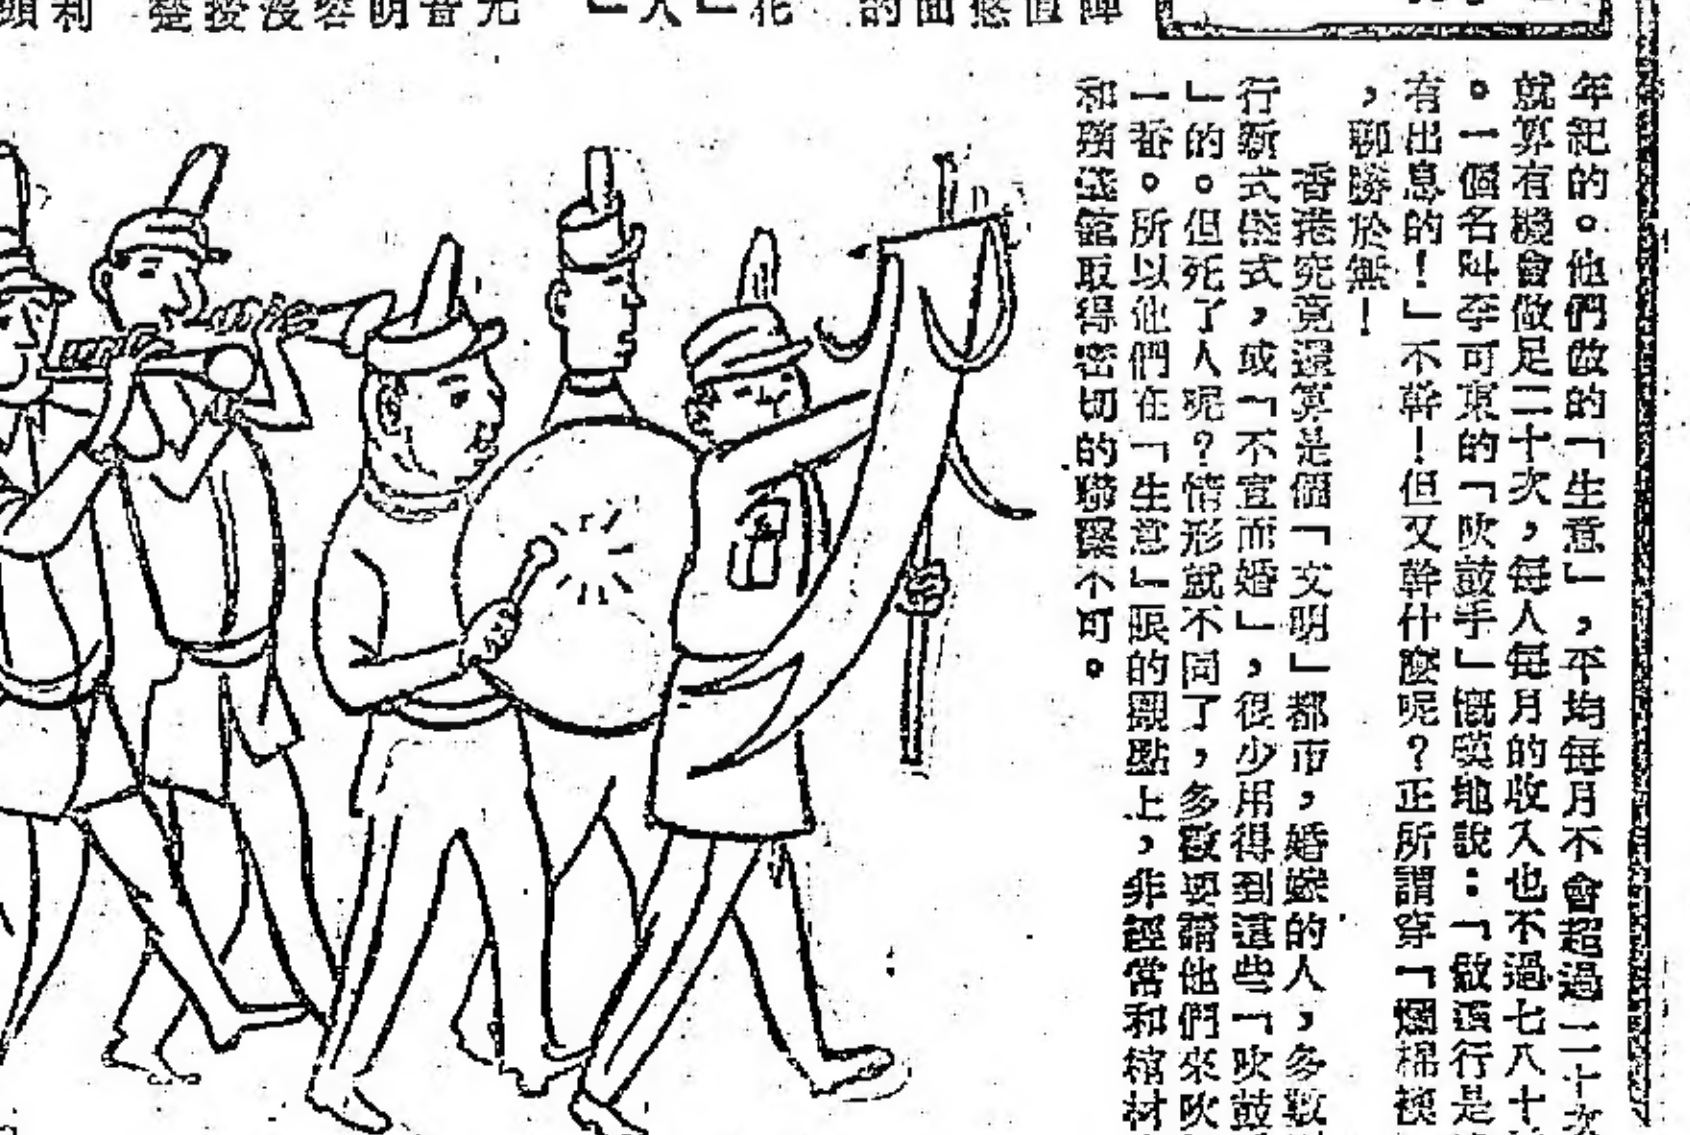 年紀的。他們做的「生意」，平均每月不會超過二十次
就算有機會做足二十次，每人每月的收入也不過七八十
。一個名叫李可東的「吹鼓手」慨嘆地說：「做這行是
有出息的！」不幹！但又幹什麼呢？正所謂穿「爛棉襖
，聊勝於無！
香港究竟還算是個「文明」都市，婚嫁的人，多數
行新式儀式，或「不宣而婚」，很少用得到這些「吹鼓
」的。但死了人呢？情形就不同了，多數要請他們來吹
一番。所以他們在「生意」眼的觀點上，非經常和棺材
和殯儀館取得密切的聯繫不可。